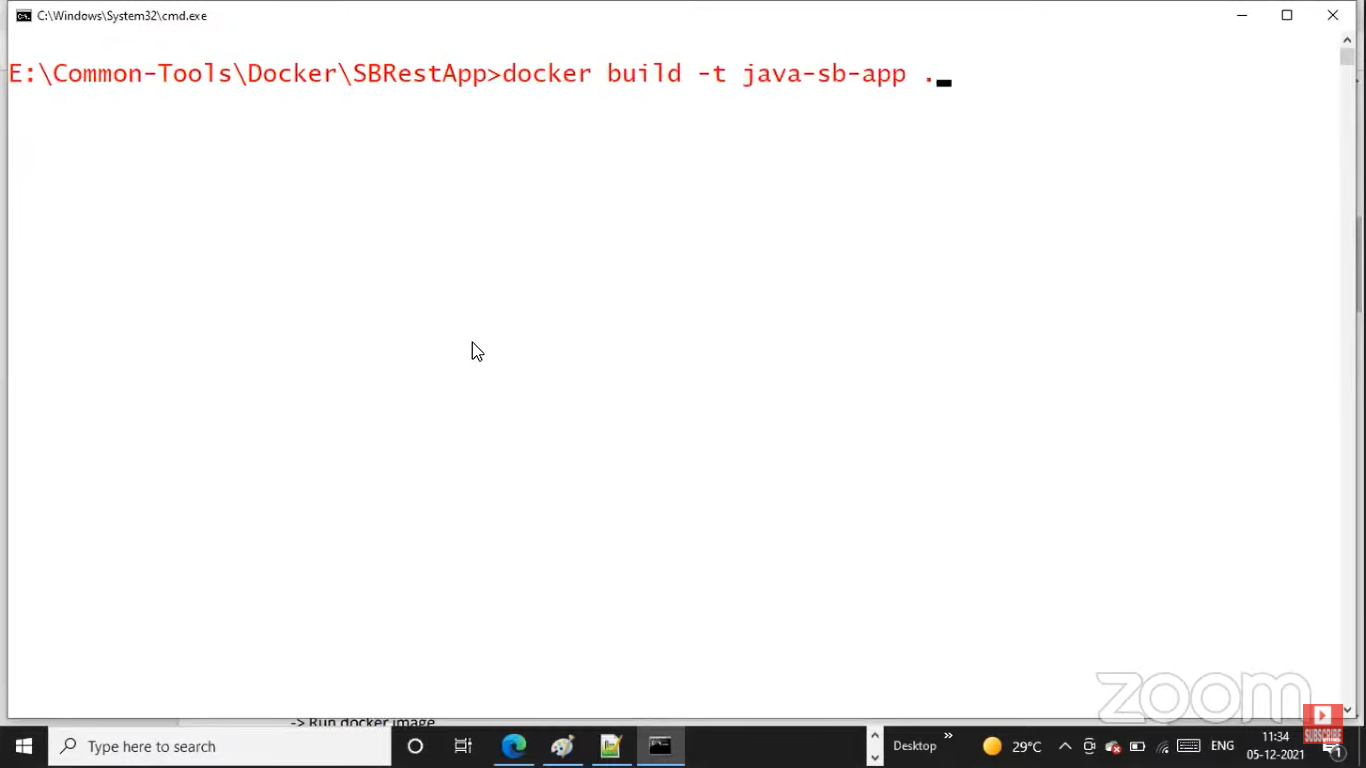 C:\Windows\System32\cmd.exe
E:\Common-Tools\Docker\SBRestApp>docker build -t java-sb-app .
zoom
-> Run docker image
Type here to search
Desktop
29°C
ENG
11:34
05-12-2021
SUBSCRIBE
1